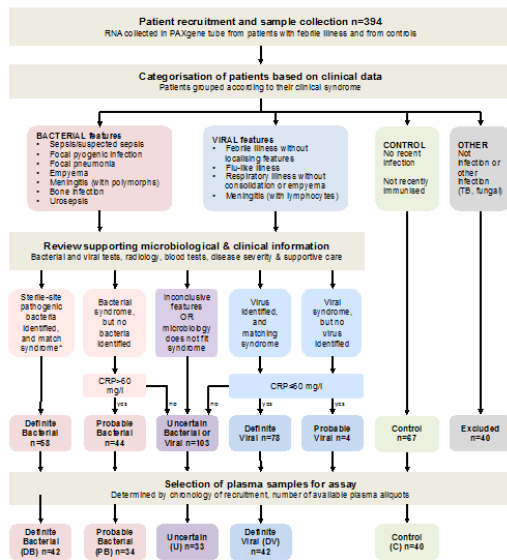 Patient recruitment and sample collection n=394
RNA collected in PAXgene tube from patients with febrile illness and from controls
Categorisation of patients based on clinical data
Patients grouped according to their clinical syndrome
BACTERIAL features
• Sepsis/suspected sepsis
• Focal pyogenic infection
• Focal pneumonia
• Empyema
• Meningitis (with polymorphs)
• Bone infection
• Urosepsis
VIRAL features
• Febrile illness without
localising features
• Flu-like illness
• Respiratory illness without
consolidation or empyema
• Meningitis (with lymphocytes)
CONTROL
No recent
infection
Not recently
immunised
OTHER
Not
infection or
other
infection
(TB, fungal)
Review supporting microbiological & clinical information
Bacterial and viral tests, radiology, blood tests, disease severity & supportive care
Sterile-site
pathogenic
bacteria
identified,
and match
syndrome*
Bacterial
syndrome,
but no
bacteria
identified
Inconclusive
features
OR
microbiology
does not fit
syndrome
Virus
identified,
and
matching
syndrome
Viral
syndrome,
but no
virus
identified
CRP>60
mg/l
CRP≤60 mg/l
yes
no
no
yes
yes
Definite
Bacterial
n=58
Probable
Bacterial
n=44
Uncertain
Bacterial or
Viral n=103
Definite
Viral n=78
Probable
Viral n=4
Control
n=67
Excluded
n=40
Selection of plasma samples for assay
Determined by chronology of recruitment, number of available plasma aliquots
Definite
Bacterial
(DB) n=42
Probable
Bacterial
(PB) n=34
Uncertain
(U) n=33
Definite
Viral (DV)
n=42
Control
(C) n=40